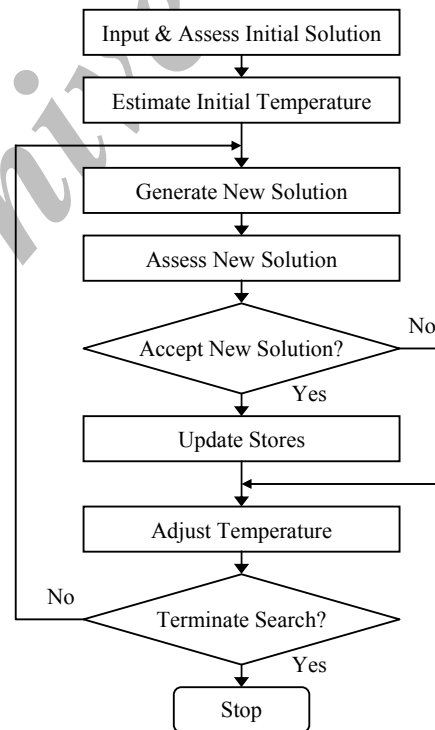 Input & Assess Initial Solution
Estimate Initial Temperature
Generate New Solution
Assess New Solution
Accept New Solution?
No
Yes
Update Stores
Adjust Temperature
No
Terminate Search?
Yes
Stop